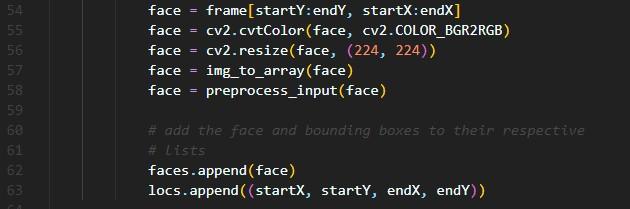 54 face = frame[startY:endY, startX:endX]
55 face = cv2.cvtColor(face, cv2.COLOR_BGR2RGB)
56 face = cv2.resize(face, (224, 224))
57 face = img_to_array(face)
58 face = preprocess_input(face)
59
60 # add the face and bounding boxes to their respective
61 # lists
62 faces.append(face)
63 locs.append((startX, startY, endX, endY))